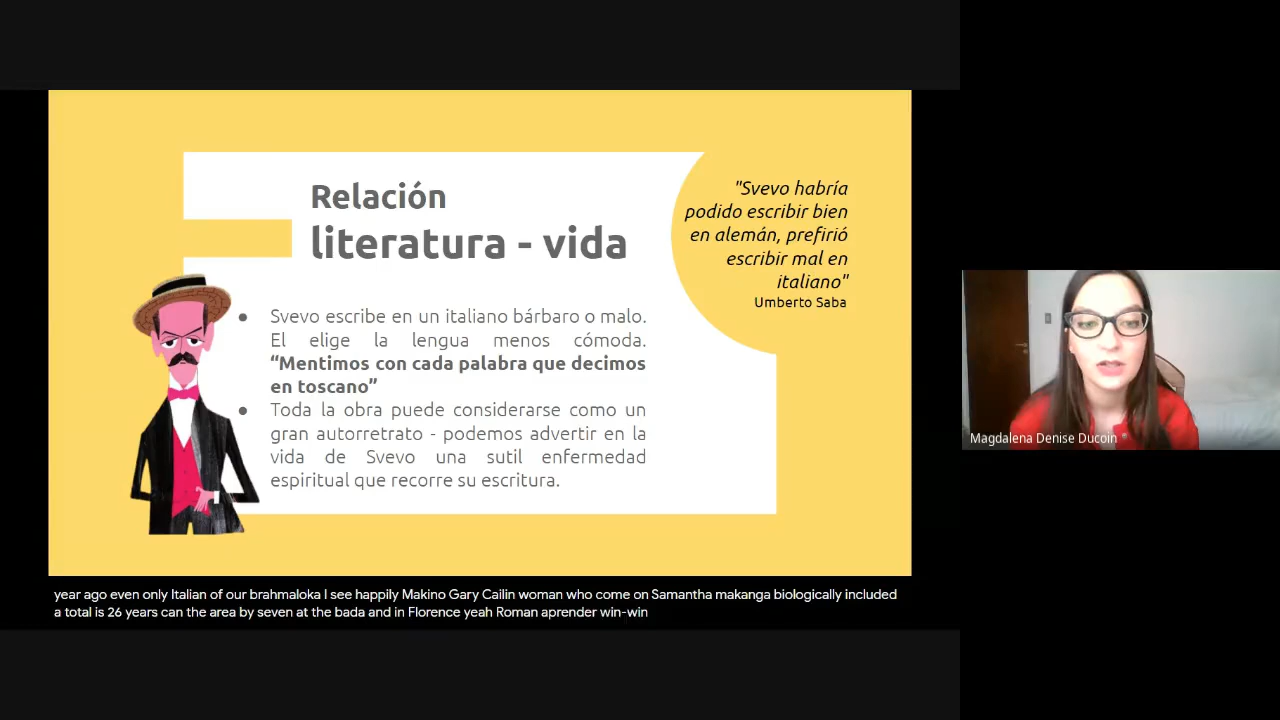 Relación
literatura - vida
"Svevo habría
podido escribir bien
en alemán, prefirió
escribir mal en
italiano"
Umberto Saba
● Svevo escribe en un italiano bárbaro o malo.
El elige la lengua menos cómoda.
“Mentimos con cada palabra que decimos
en toscano”
● Toda la obra puede considerarse como un
gran autorretrato - podemos advertir en la
vida de Svevo una sutil enfermedad
espiritual que recorre su escritura.
Magdalena Denise Ducoin
year ago even only Italian of our brahmaloka I see happily Makino Gary Cailin woman who come on Samantha makanga biologically included
a total is 26 years can the area by seven at the bada and in Florence yeah Roman aprender win-win